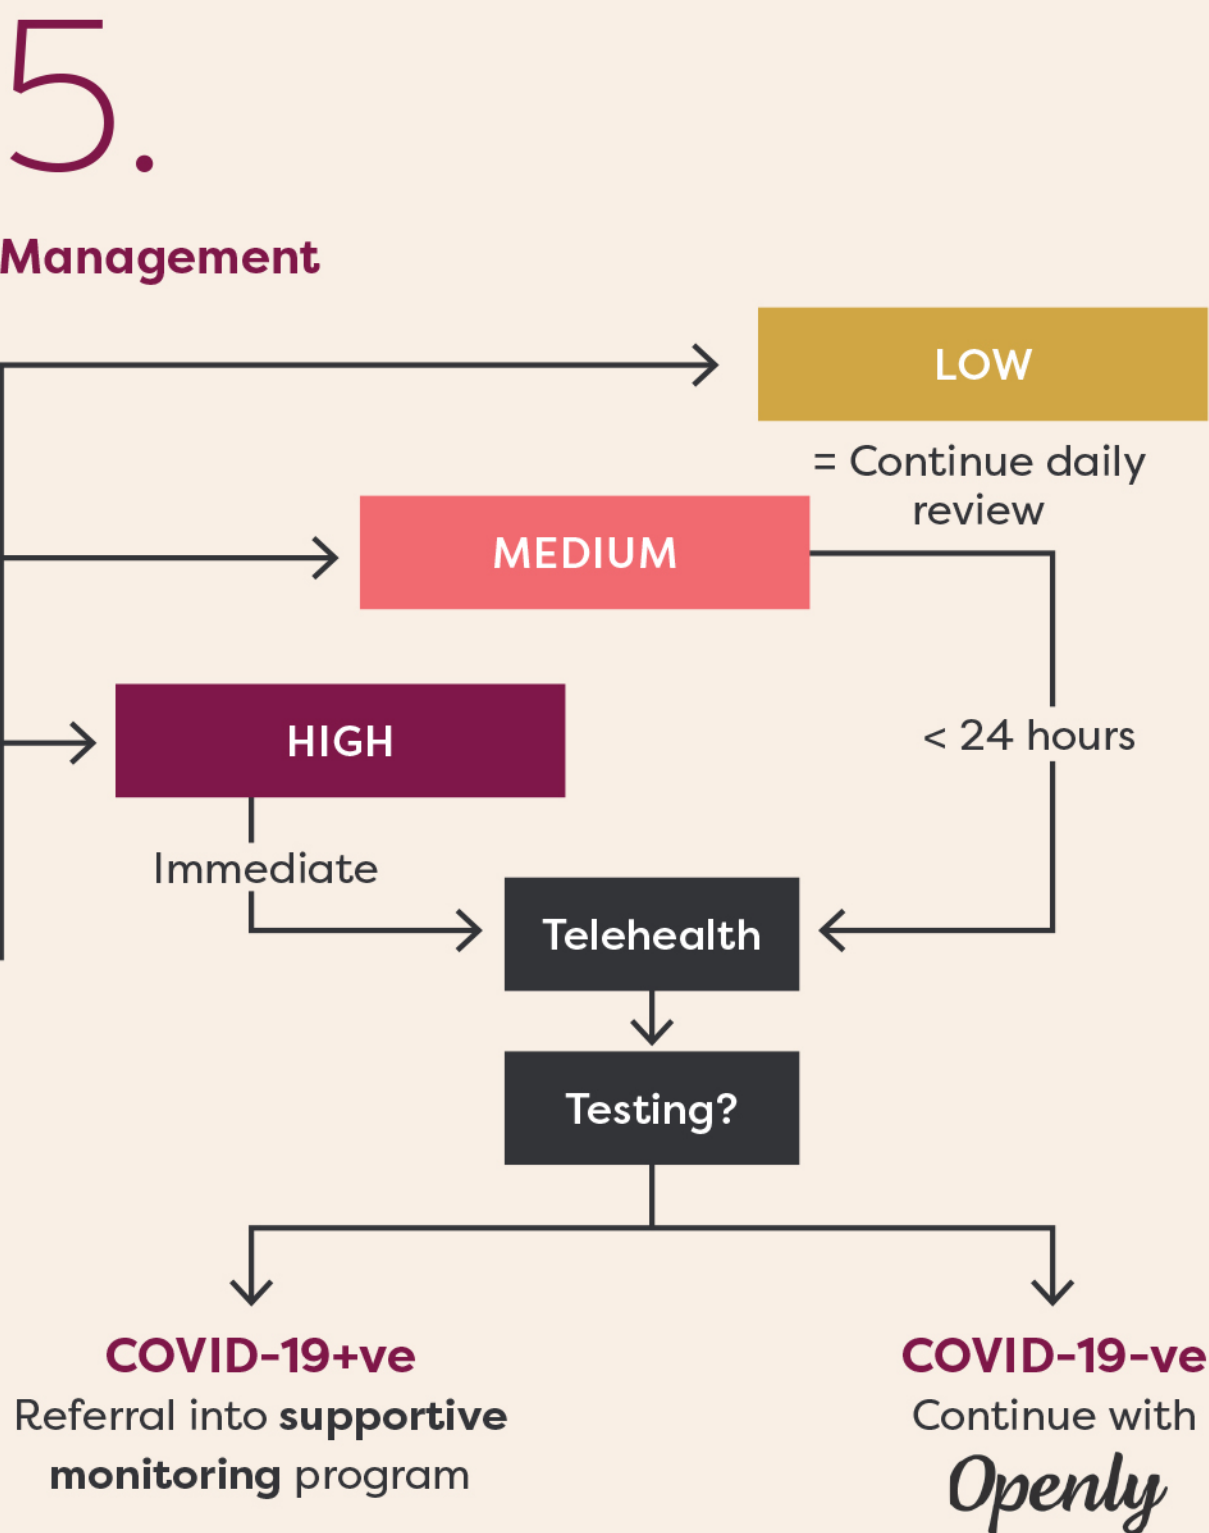 5.
Management
LOW
= Continue daily
review
MEDIUM
HIGH
< 24 hours
Immediate
Telehealth
Testing?
COVID-19+ve
Referral into supportive
monitoring program
COVID-19-ve
Continue with
Openly